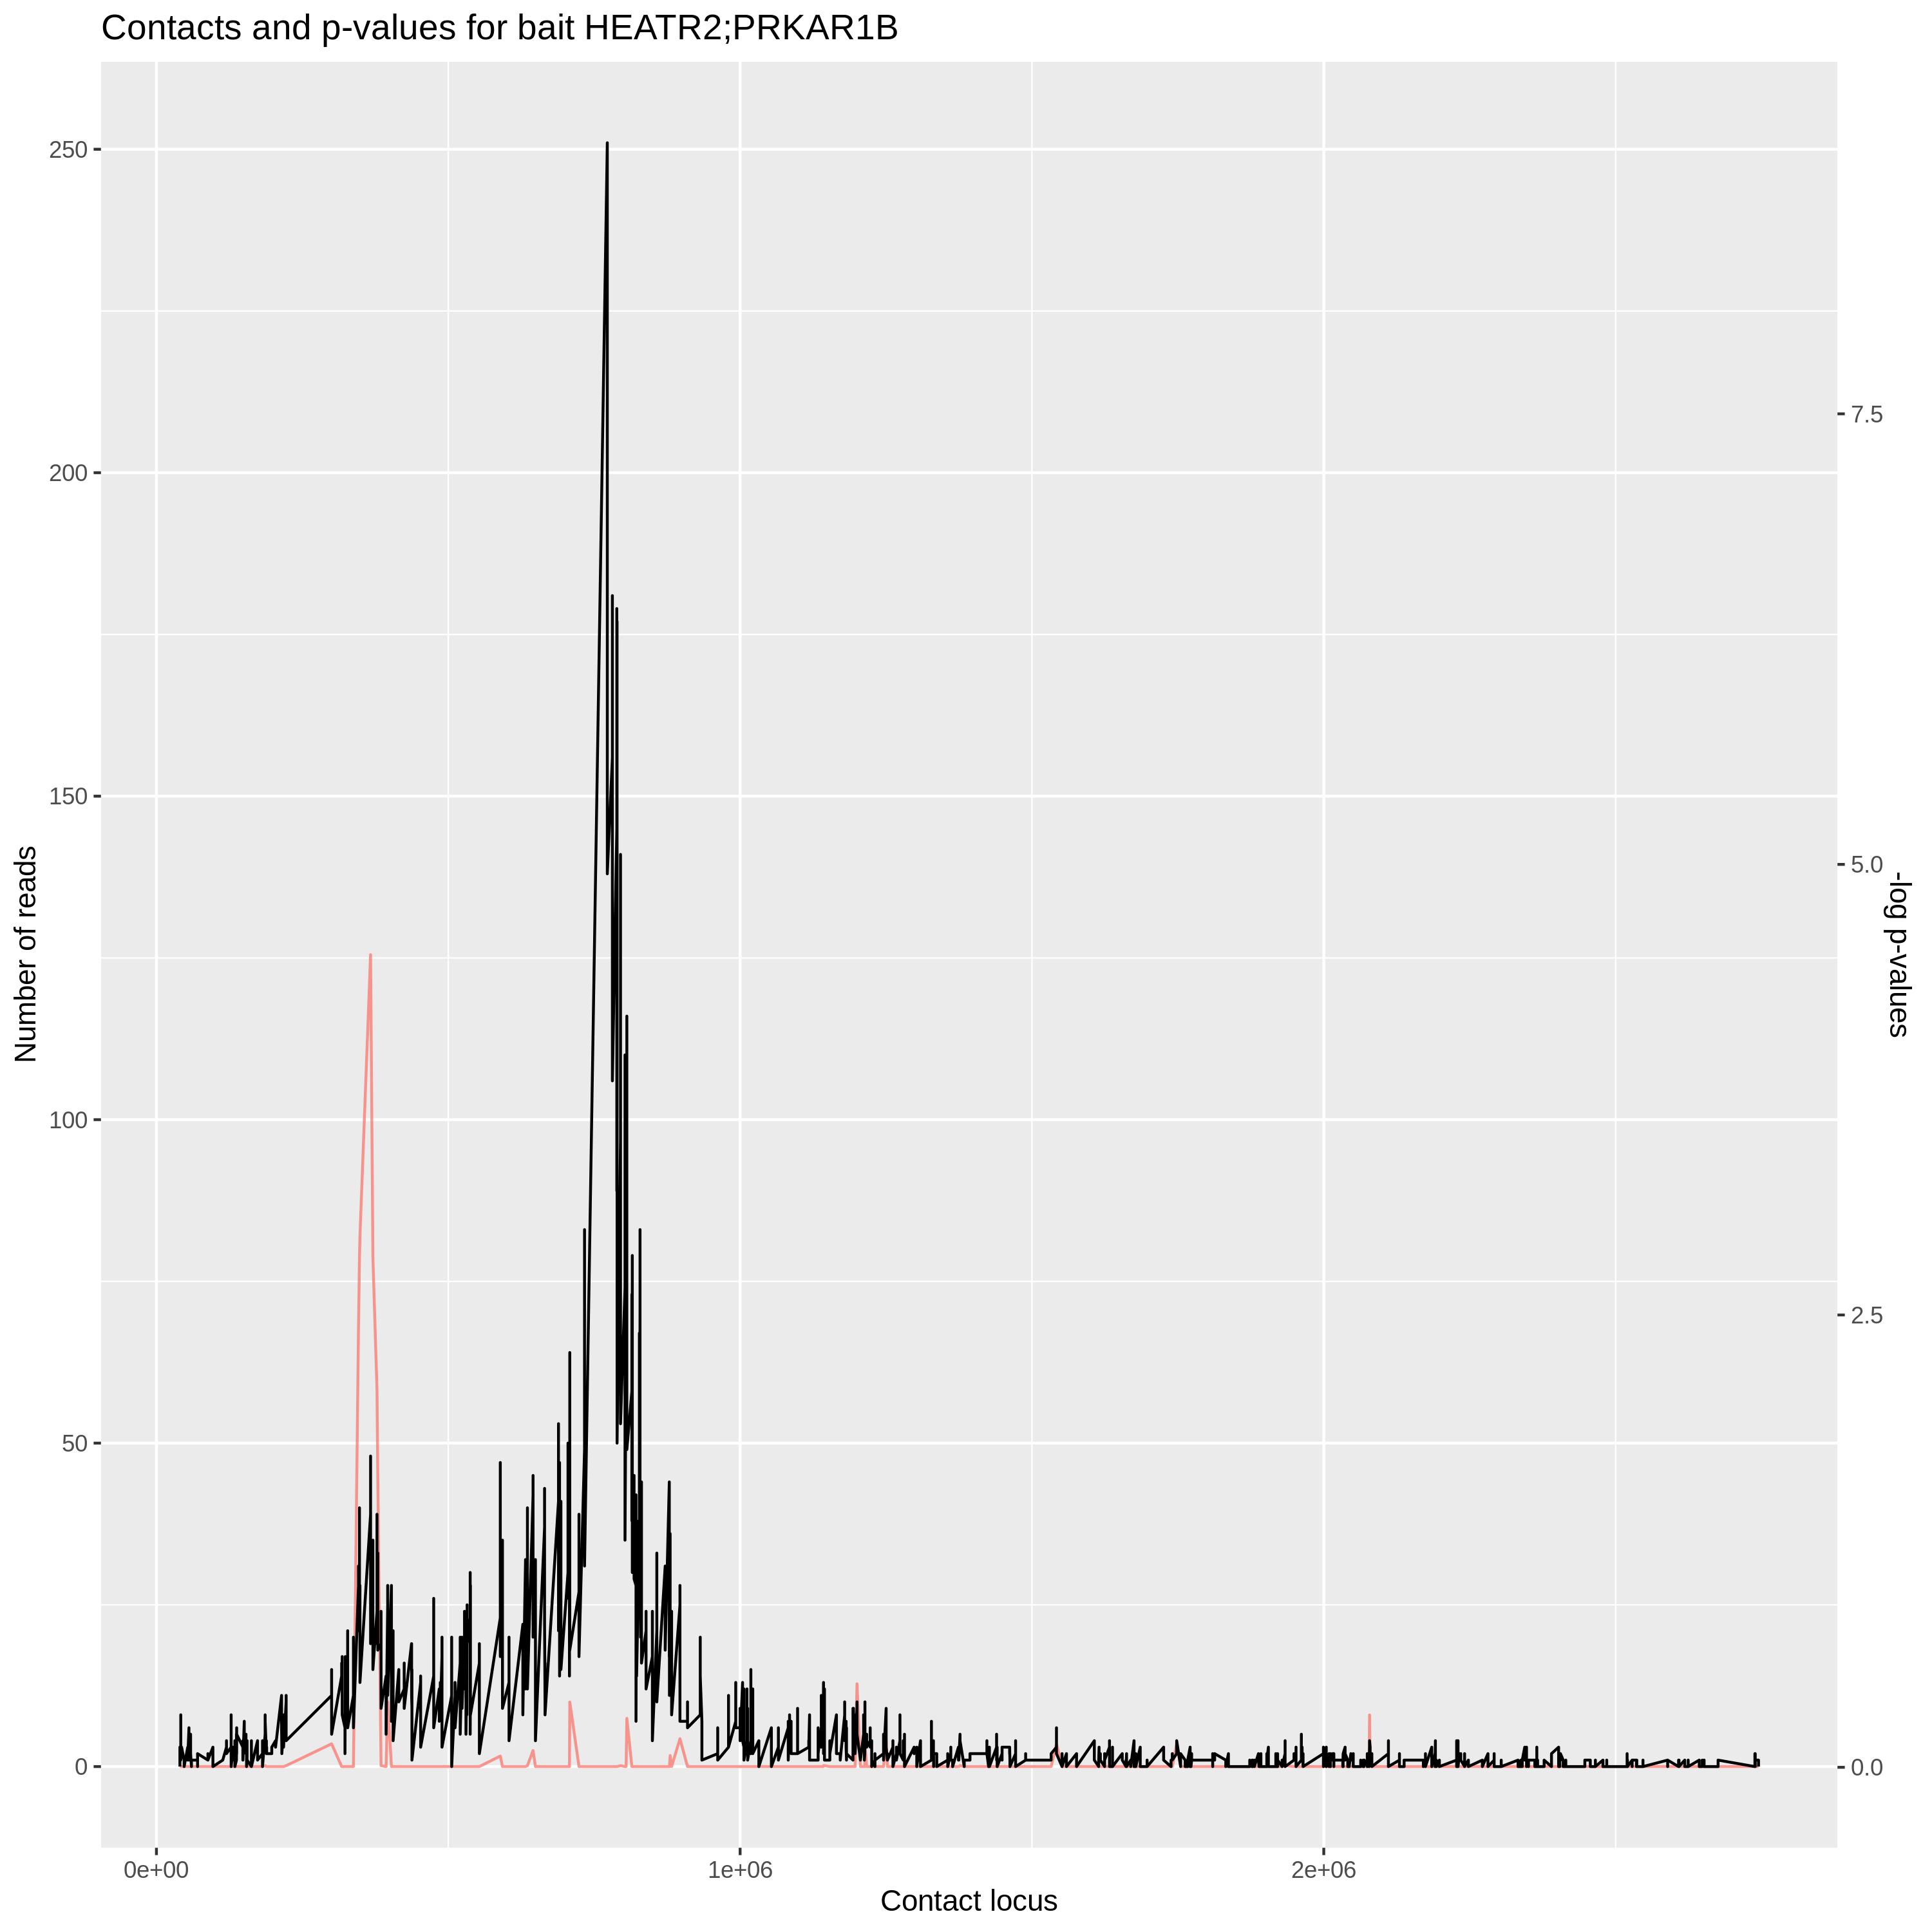 Contacts and p-values for bait HEATR2;PRKAR1B
250
200
150
100
50
0
Number of reads
7.5
5.0
2.5
0.0
-log p-values
0e+00
1e+06
2e+06
Contact locus